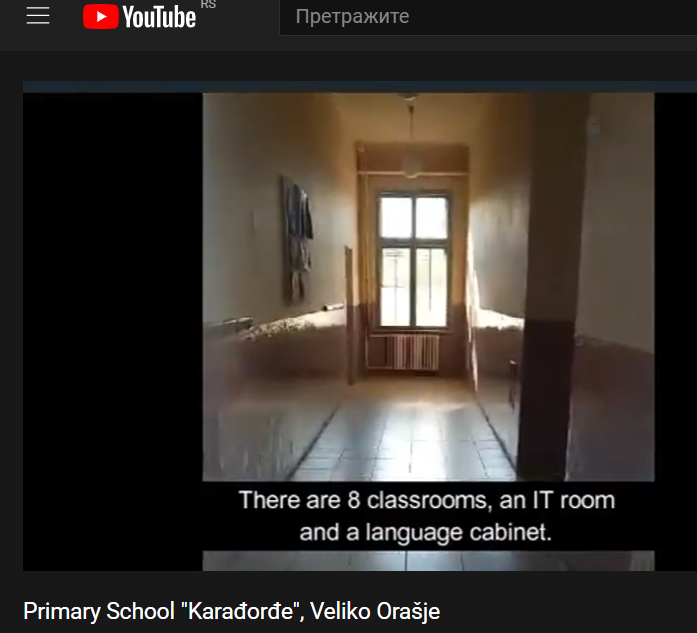 YouTube RS
Претражите
There are 8 classrooms, an IT room
and a language cabinet.
Primary School "Karađorđe", Veliko Orašje